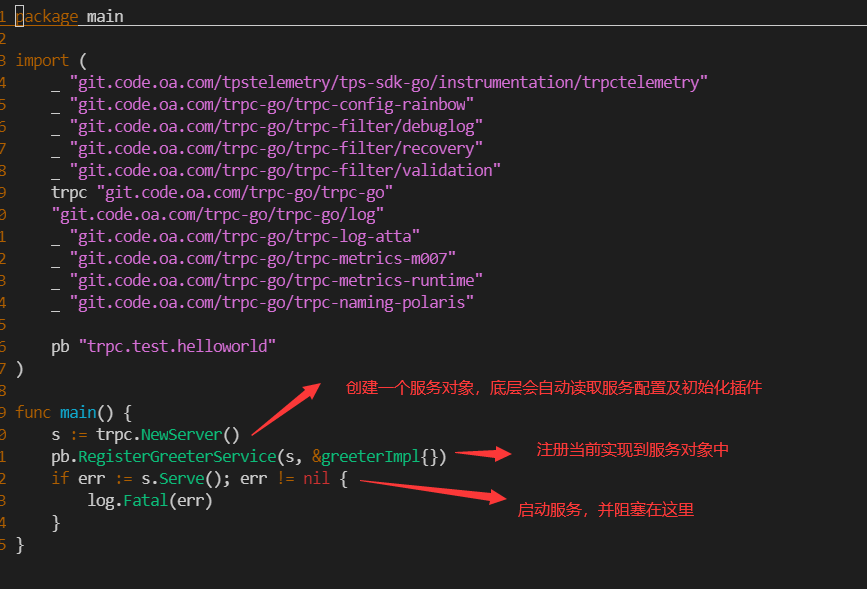 1 package main
2
3 import (
4 _ "git.code.oa.com/tpstelemetry/tps-sdk-go/instrumentation/trpctelemetry"
5 _ "git.code.oa.com/trpc-go/trpc-config-rainbow"
6 _ "git.code.oa.com/trpc-go/trpc-filter/debuglog"
7 _ "git.code.oa.com/trpc-go/trpc-filter/recovery"
8 _ "git.code.oa.com/trpc-go/trpc-filter/validation"
9 trpc "git.code.oa.com/trpc-go/trpc-go"
0 "git.code.oa.com/trpc-go/trpc-go/log"
1 _ "git.code.oa.com/trpc-go/trpc-log-atta"
2 _ "git.code.oa.com/trpc-go/trpc-metrics-m007"
3 _ "git.code.oa.com/trpc-go/trpc-metrics-runtime"
4 _ "git.code.oa.com/trpc-go/trpc-naming-polaris"
5
6 pb "trpc.test.helloworld"
7 )
8
创建一个服务对象，底层会自动读取服务配置及初始化插件
9 func main() {
0 s := trpc.NewServer()
1 pb.RegisterGreeterService(s, &greeterImpl{})
注册当前实现到服务对象中
2 if err := s.Serve(); err != nil {
3 log.Fatal(err)
启动服务，并阻塞在这里
4 }
5 }